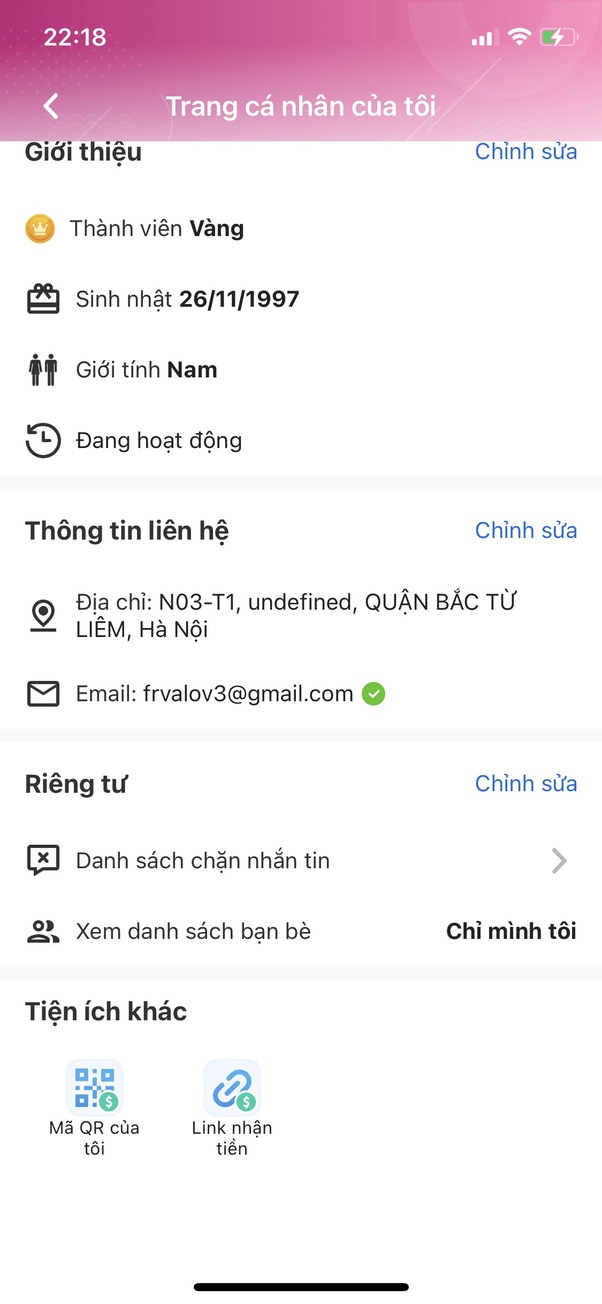 22:18
Trang cá nhân của tôi
Giới thiệu
Chỉnh sửa
Thành viên Vàng
Sinh nhật 26/11/1997
Giới tính Nam
Đang hoạt động
Thông tin liên hệ
Chỉnh sửa
Địa chỉ: N03-T1, undefined, QUẬN BẮC TỪ
LIÊM, Hà Nội
Email: frvalov3@gmail.com
Riêng tư
Chỉnh sửa
Danh sách chặn nhắn tin
Xem danh sách bạn bè
Chỉ mình tôi
Tiện ích khác
Mã QR của
tôi
Link nhận
tiền